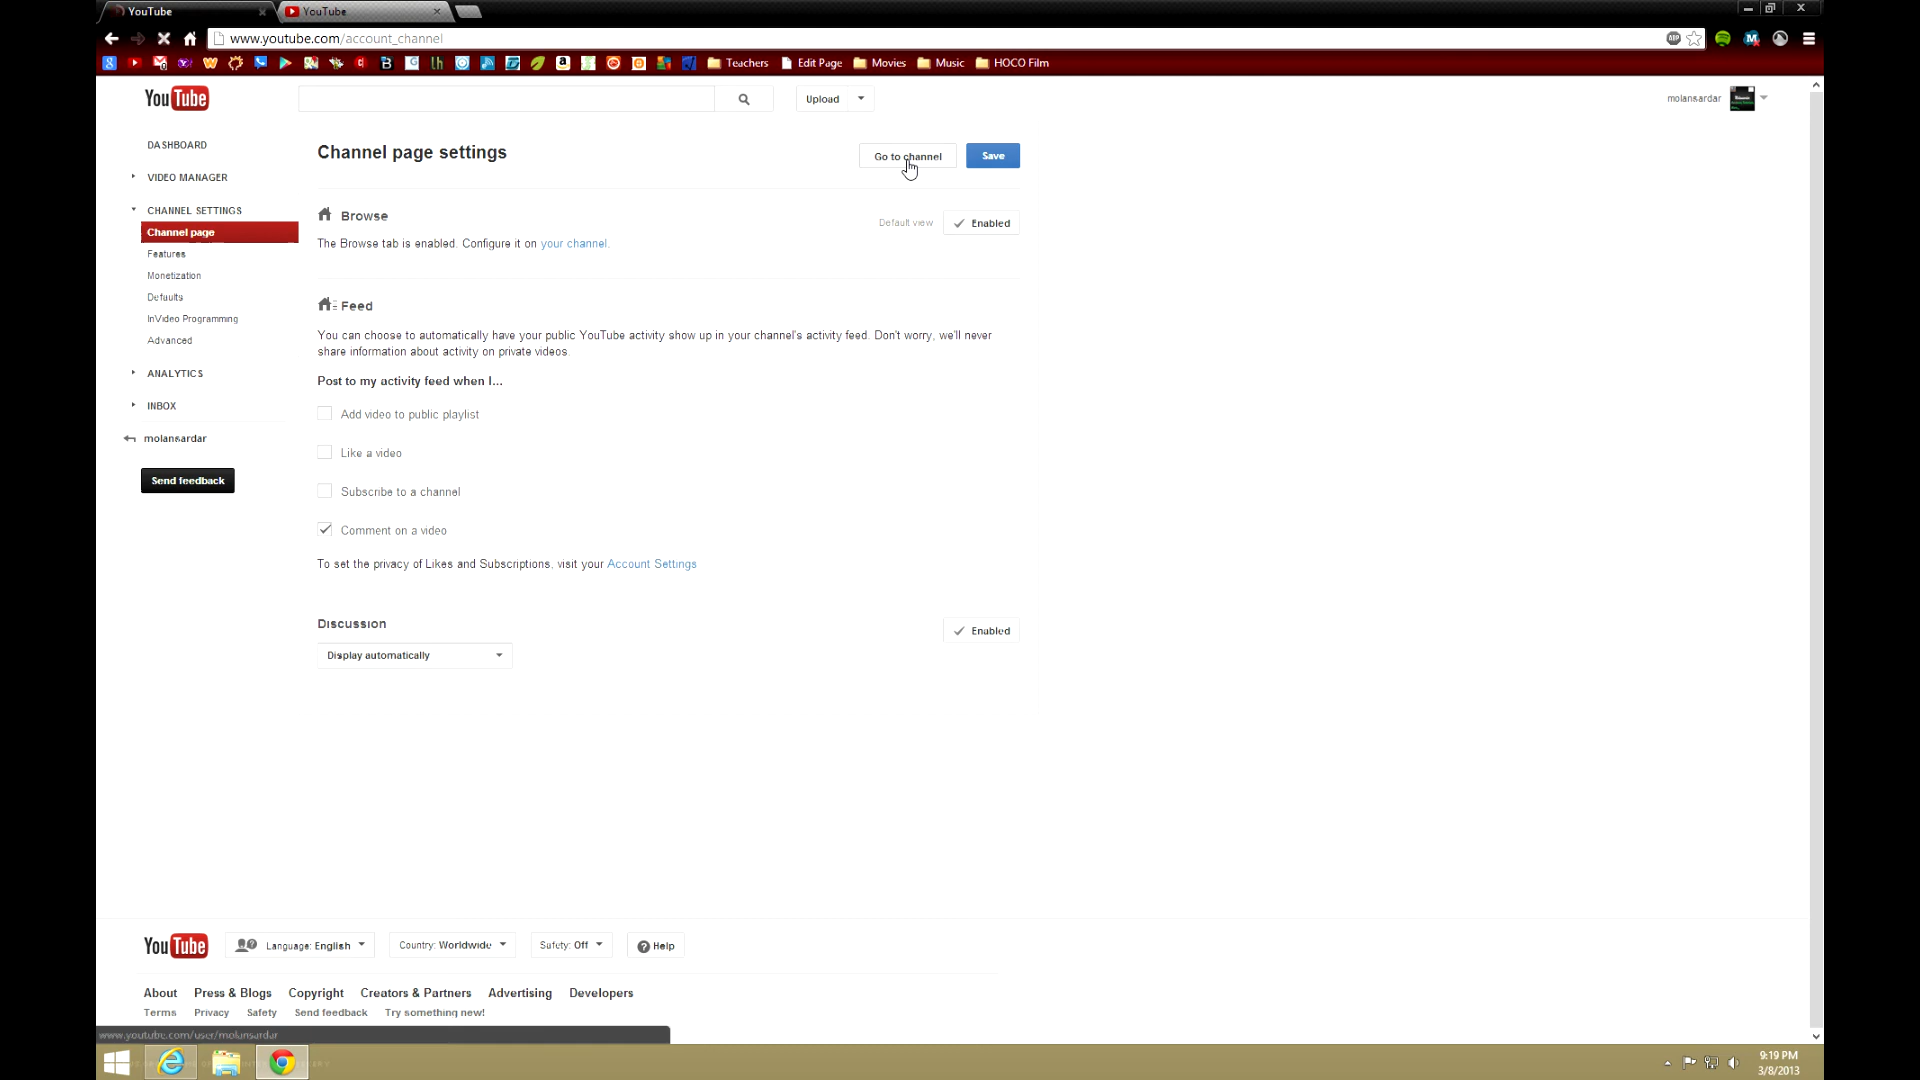 YouTube
YouTube
www.youtube.com/account_channel
Teachers
Edit Page
Movies
Music
HOCO Film
YouTube
Upload
molansardar
DASHBOARD
VIDEO MANAGER
CHANNEL SETTINGS
Channel page
Features
Monetization
Defaults
InVideo Programming
Advanced
ANALYTICS
INBOX
molansardar
Send feedback
Channel page settings
Go to channel
Save
Browse
Default view
Enabled
The Browse tab is enabled. Configure it on your channel.
Feed
You can choose to automatically have your public YouTube activity show up in your channel's activity feed. Don't worry, we'll never
share information about activity on private videos.
Post to my activity feed when I...
Add video to public playlist
Like a video
Subscribe to a channel
Comment on a video
To set the privacy of Likes and Subscriptions, visit your Account Settings
Discussion
Enabled
Display automatically
YouTube
Language: English
Country: Worldwide
Safety: Off
Help
About Press & Blogs Copyright Creators & Partners Advertising Developers
Terms Privacy Safety Send feedback Try something new!
www.youtube.com/user/molansardar
9:19 PM
3/8/2013